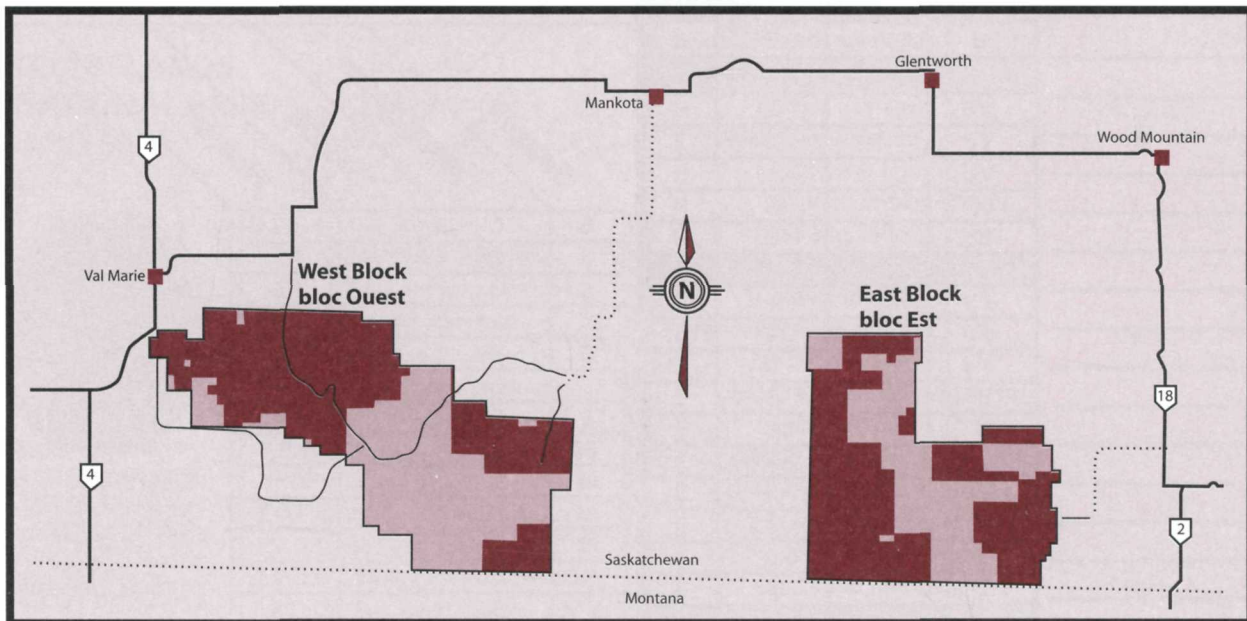 Glentworth
Mankota
Wood Mountain
4
Val Marie
West Block
bloc Ouest
N
East Block
bloc Est
18
4
2
Saskatchewan
Montana